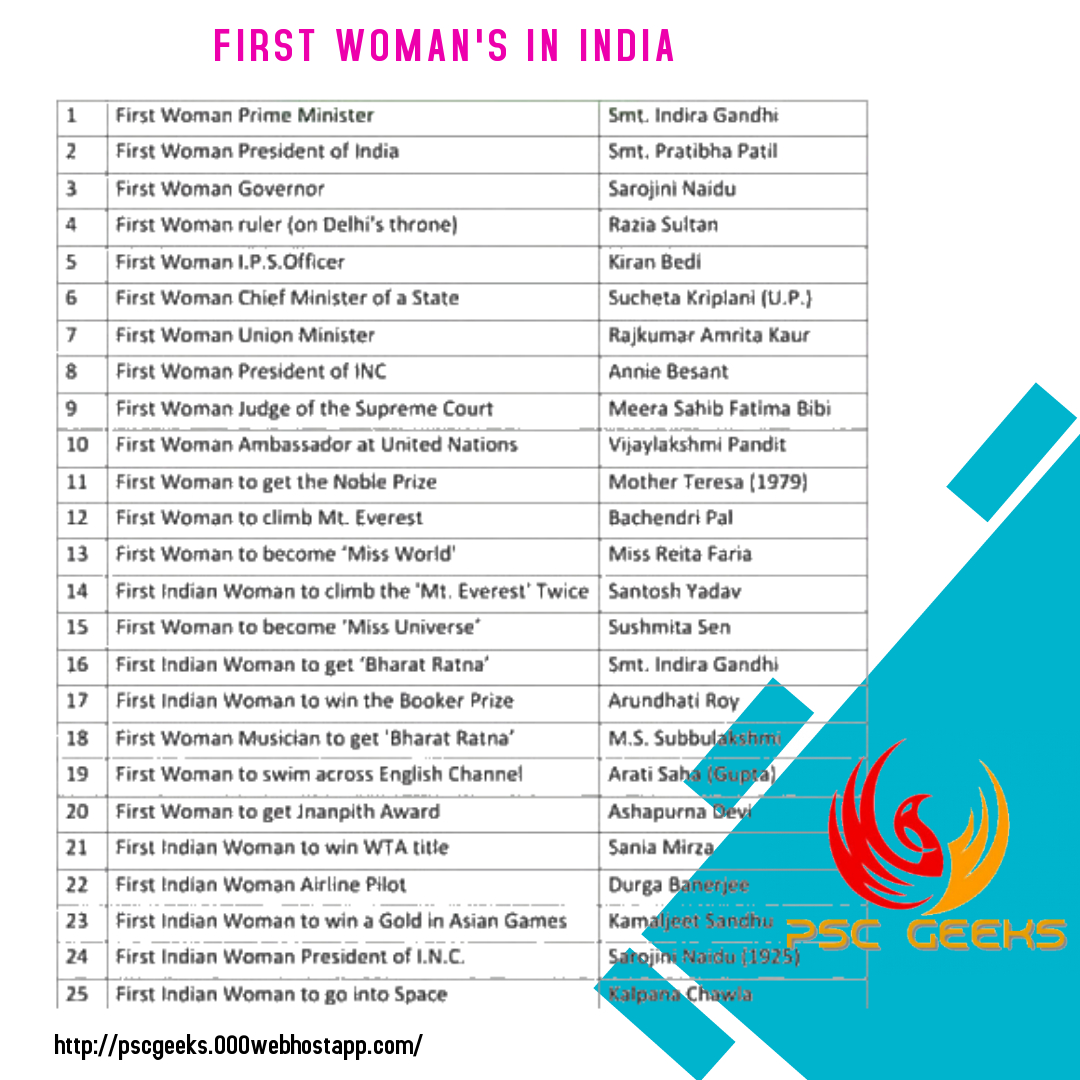 FIRST WOMAN'S IN INDIA
1 First Woman Prime Minister Smt. Indira Gandhi
2 First Woman President of India Smt. Pratibha Patil
3 First Woman Governor Sarojini Naidu
4 First Woman ruler (on Delhi's throne) Razia Sultan
5 First Woman I.P.S.Officer Kiran Bedi
6 First Woman Chief Minister of a State Sucheta Kriplani (U.P.)
7 First Woman Union Minister Rajkumar Amrita Kaur
8 First Woman President of INC Annie Besant
9 First Woman Judge of the Supreme Court Meera Sahib Fatima Bibi
10 First Woman Ambassador at United Nations Vijaylakshmi Pandit
11 First Woman to get the Noble Prize Mother Teresa (1979)
12 First Woman to climb Mt. Everest Bachendri Pal
13 First Woman to become 'Miss World' Miss Reita Faria
14 First Indian Woman to climb the 'Mt. Everest' Twice Santosh Yadav
15 First Woman to become 'Miss Universe' Sushmita Sen
16 First Indian Woman to get 'Bharat Ratna' Smt. Indira Gandhi
17 First Indian Woman to win the Booker Prize Arundhati Roy
18 First Woman Musician to get 'Bharat Ratna' M.S. Subbulakshmi
19 First Woman to swim across English Channel Arati Saha (Gupta)
20 First Woman to get Jnanpith Award Ashapurna Devi
21 First Indian Woman to win WTA title Sania Mirza
22 First Indian Woman Airline Pilot Durga Banerjee
23 First Indian Woman to win a Gold in Asian Games Kamaljeet Sandhu
24 First Indian Woman President of I.N.C. Sarojini Naidu (1925)
25 First Indian Woman to go into Space Kalpana Chawla
PSC GEEKS
http://pscgeeks.000webhostapp.com/